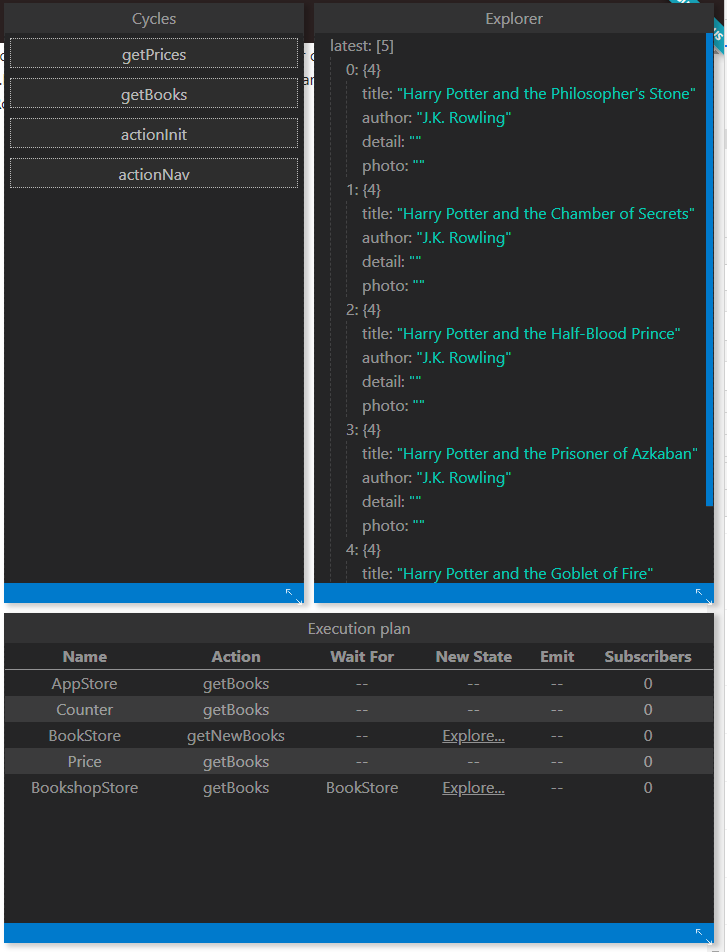 Cycles
getPrices
getBooks
actionInit
actionNav
Explorer
latest: [5]
0: {4}
title: "Harry Potter and the Philosopher's Stone"
author: "J.K. Rowling"
detail: ""
photo: ""
1: {4}
title: "Harry Potter and the Chamber of Secrets"
author: "J.K. Rowling"
detail: ""
photo: ""
2: {4}
title: "Harry Potter and the Half-Blood Prince"
author: "J.K. Rowling"
detail: ""
photo: ""
3: {4}
title: "Harry Potter and the Prisoner of Azkaban"
author: "J.K. Rowling"
detail: ""
photo: ""
4: {4}
title: "Harry Potter and the Goblet of Fire"
Execution plan
Name Action Wait For New State Emit Subscribers
AppStore getBooks -- -- -- 0
Counter getBooks -- -- -- 0
BookStore getNewBooks -- Explore... -- 0
Price getBooks -- -- -- 0
BookshopStore getBooks BookStore Explore... -- 0